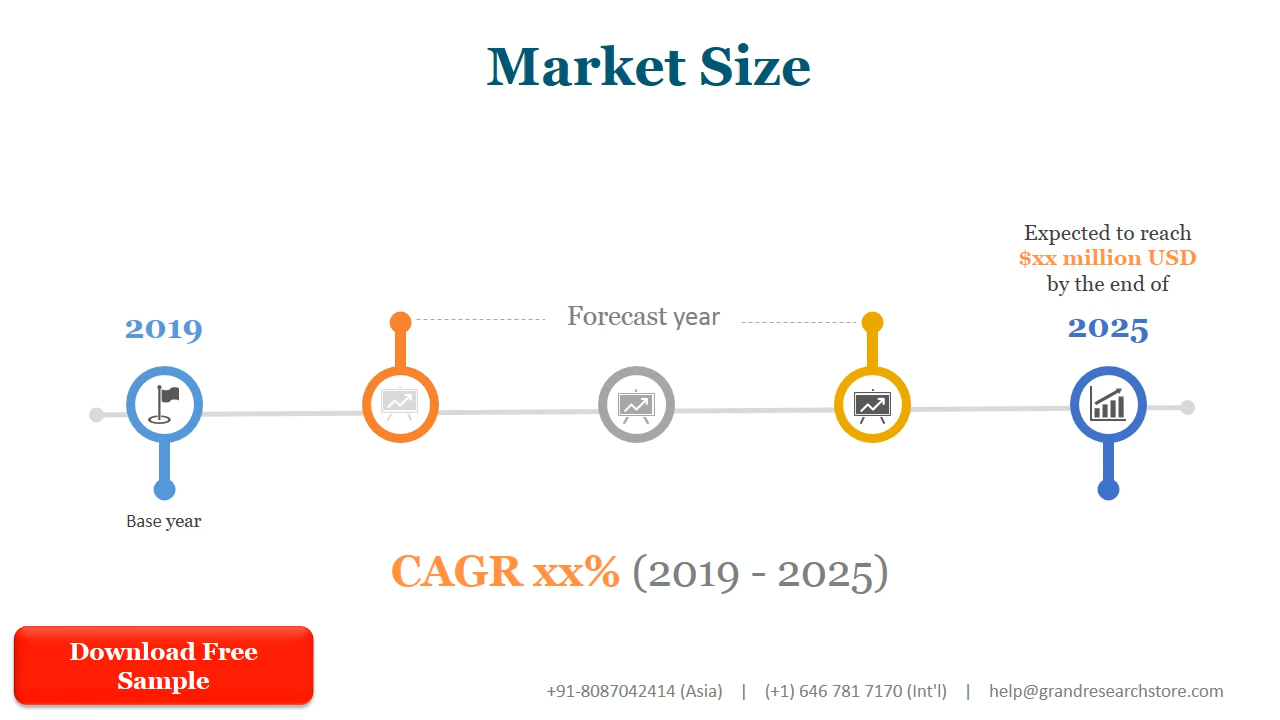 Market Size
Expected to reach
$xx million USD
by the end of
2019
Forecast year
2025
Base year
CAGR xx% (2019 - 2025)
Download Free
Sample
+91-8087042414 (Asia) | (+1) 646 781 7170 (Int'l) | help@grandresearchstore.com